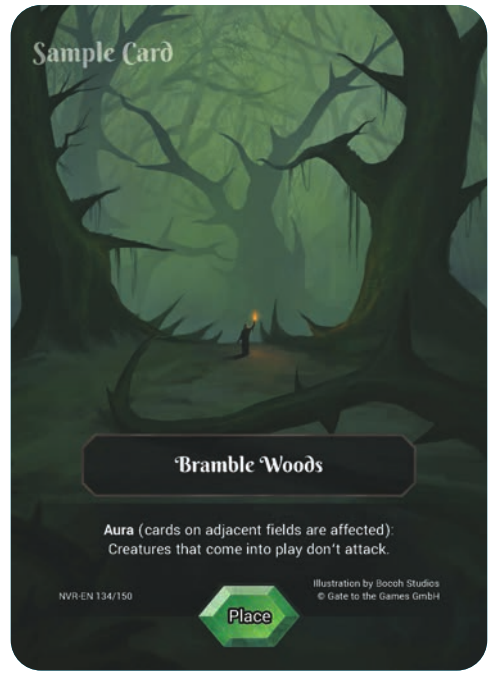 Sample Card
Bramble Woods
Aura (cards on adjacent fields are affected):
Creatures that come into play don't attack.
Illustration by Bocoh Studios
NVR-EN 134/150
© Gate to the Games GmbH
Place